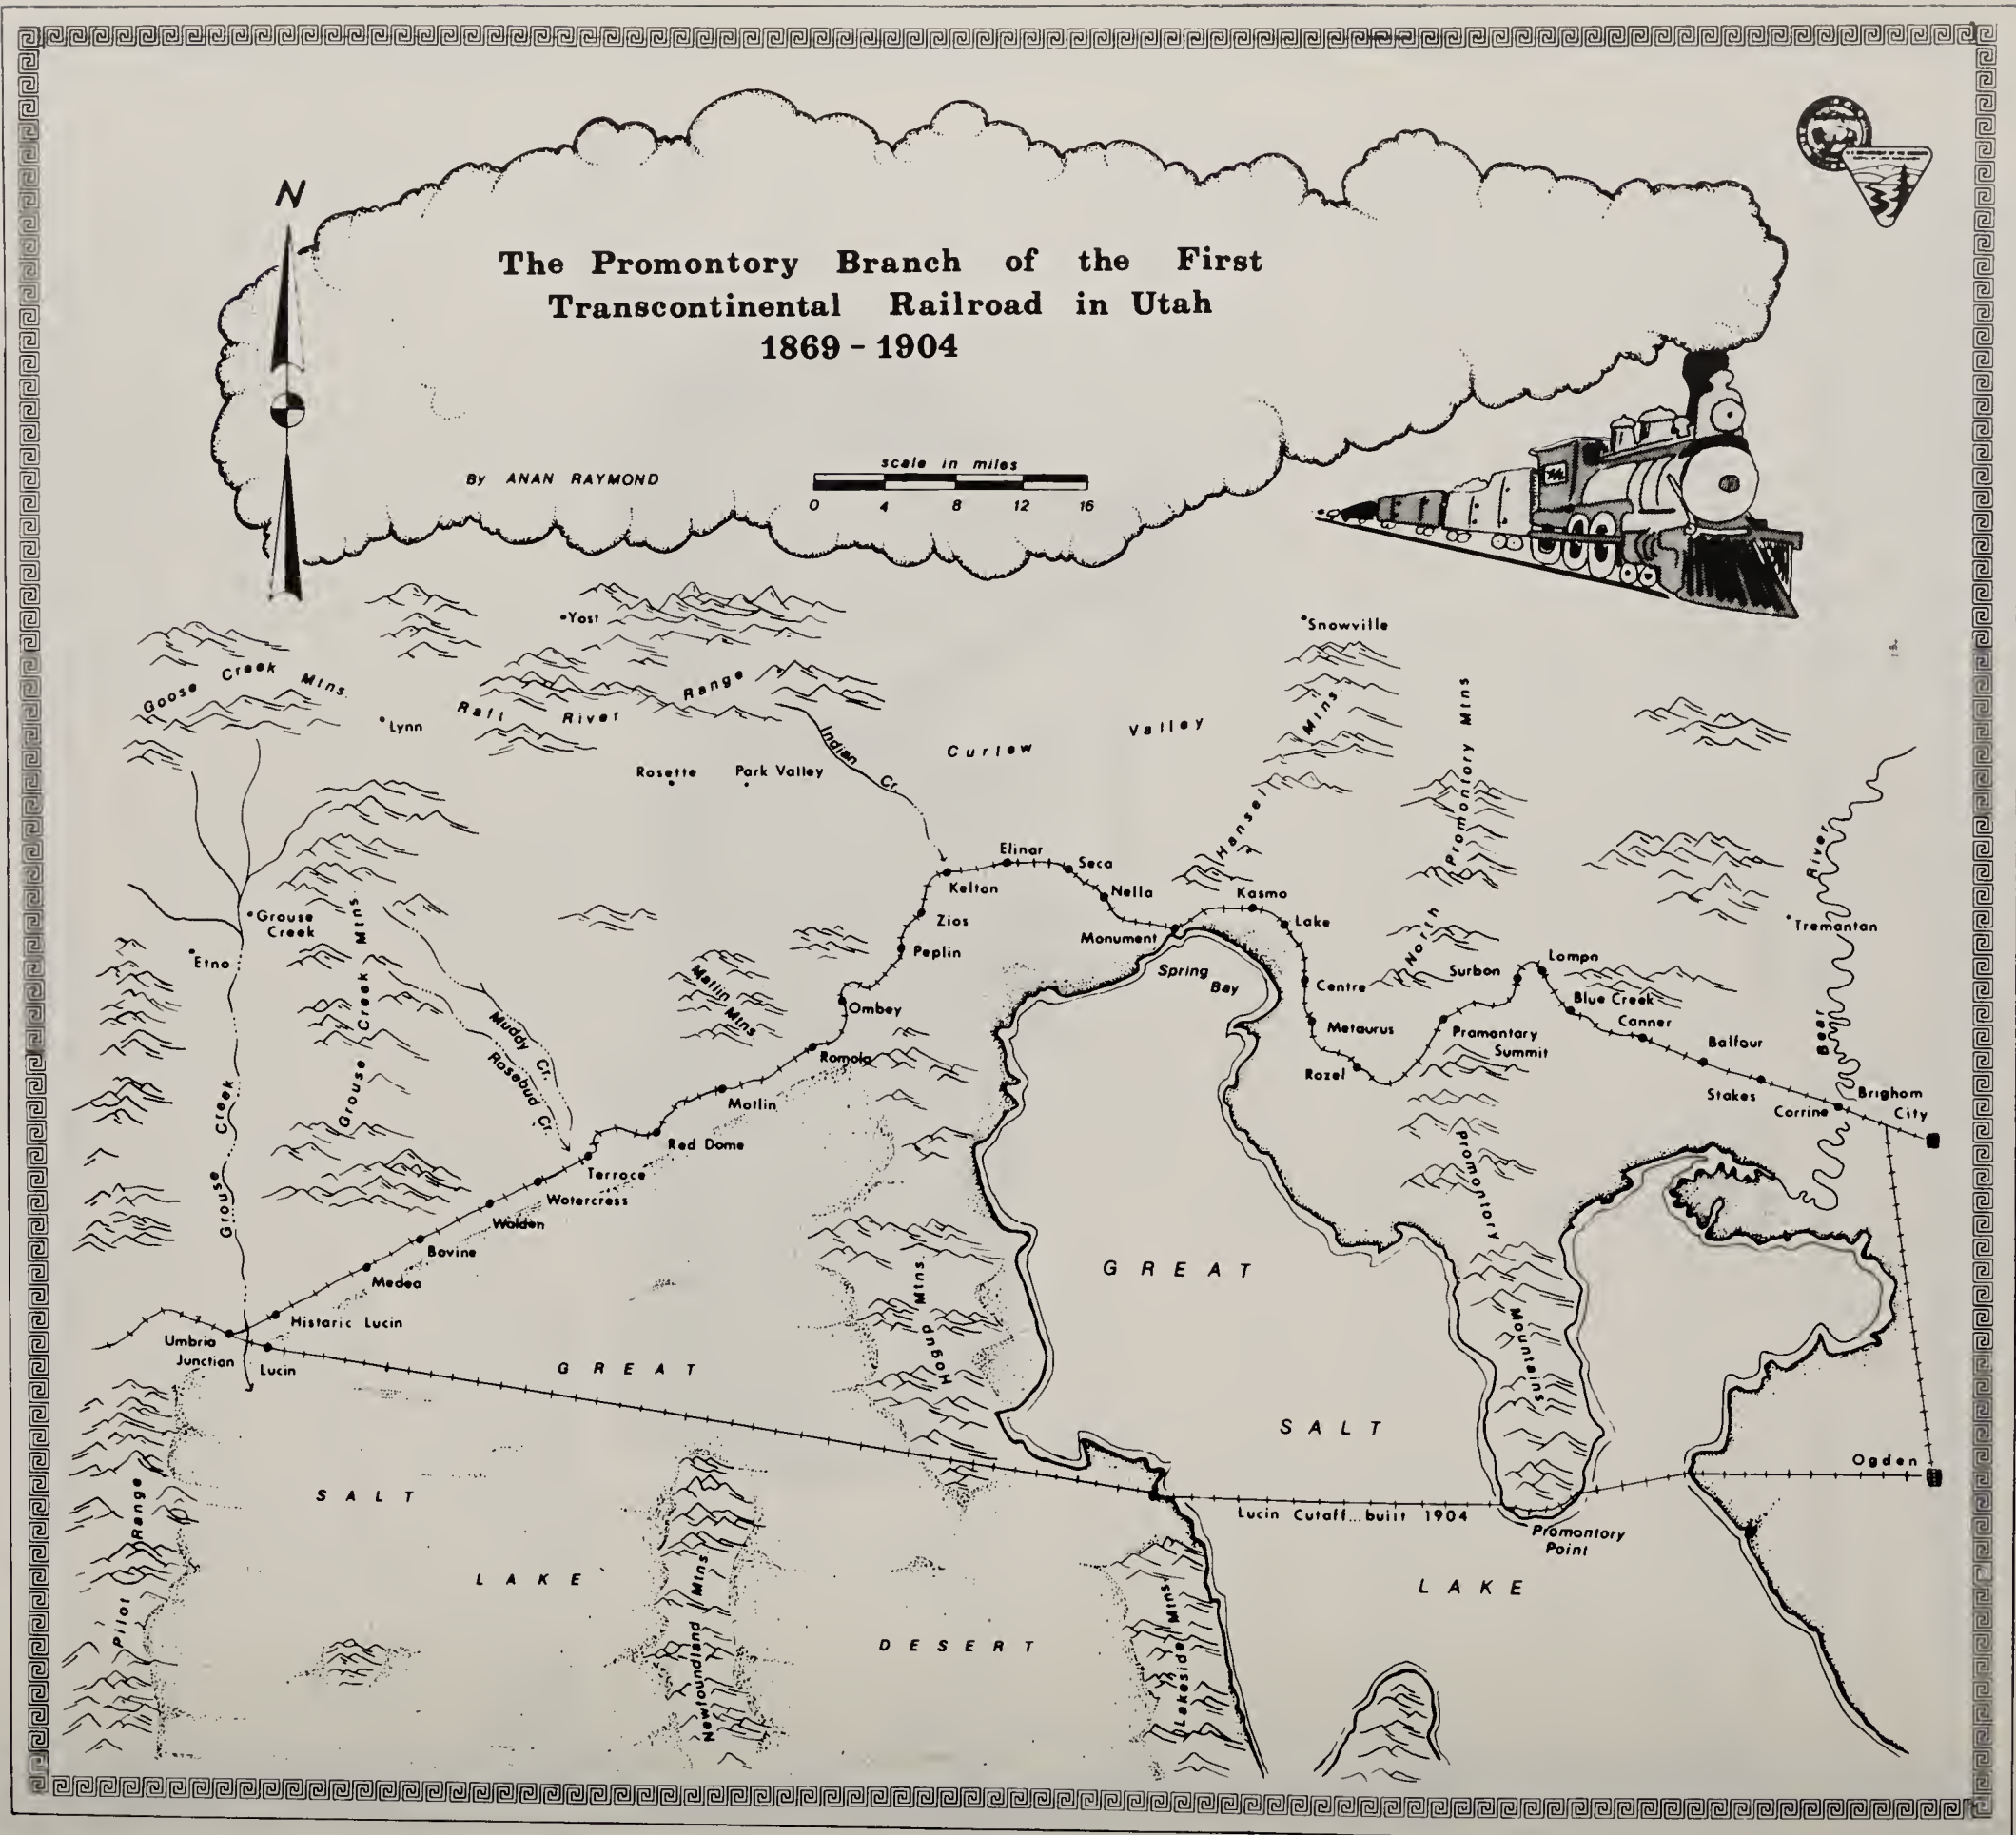 N
The Promontory Branch of the First
Transcontinental Railroad in Utah
1869 - 1904
By ANAN RAYMOND
scale in miles
0 4 8 12 16
Yost
Snowville
Goose Creek Mtns.
Lynn
Raft River Range
Indian Cr.
Curlew Valley
Hansel Mtns.
North Promontory Mtns
Rosette
Park Valley
Bear River
Grouse
Creek
Etna
Grouse Creek Mtns.
Grouse Creek
Muddy Cr.
Rosebud Cr.
Matlin Mtns
Elinar
Seca
Kelton
Nella
Kasmo
Zias
Lake
Monument
Peplin
Spring
Bay
Centre
Surbon
Lampo
Tremantan
Blue Creek
Ombey
Metaurus
Promontary
Summit
Conner
Balfour
Romola
Rozel
Stokes
Brigham
City
Corrine
Matlin
Red Dome
Terrace
Watercress
Walden
Bovine
Medea
Historic Lucin
Umbria
Junction
Lucin
Promontory Mountains
Hogup Mtns.
GREAT
SALT
LAKE
GREAT
SALT
LAKE
DESERT
Ogden
Lucin Cutoff... built 1904
Promontory
Point
Pilot Range
Newfoundland Mtns.
Lakeside Mtns.